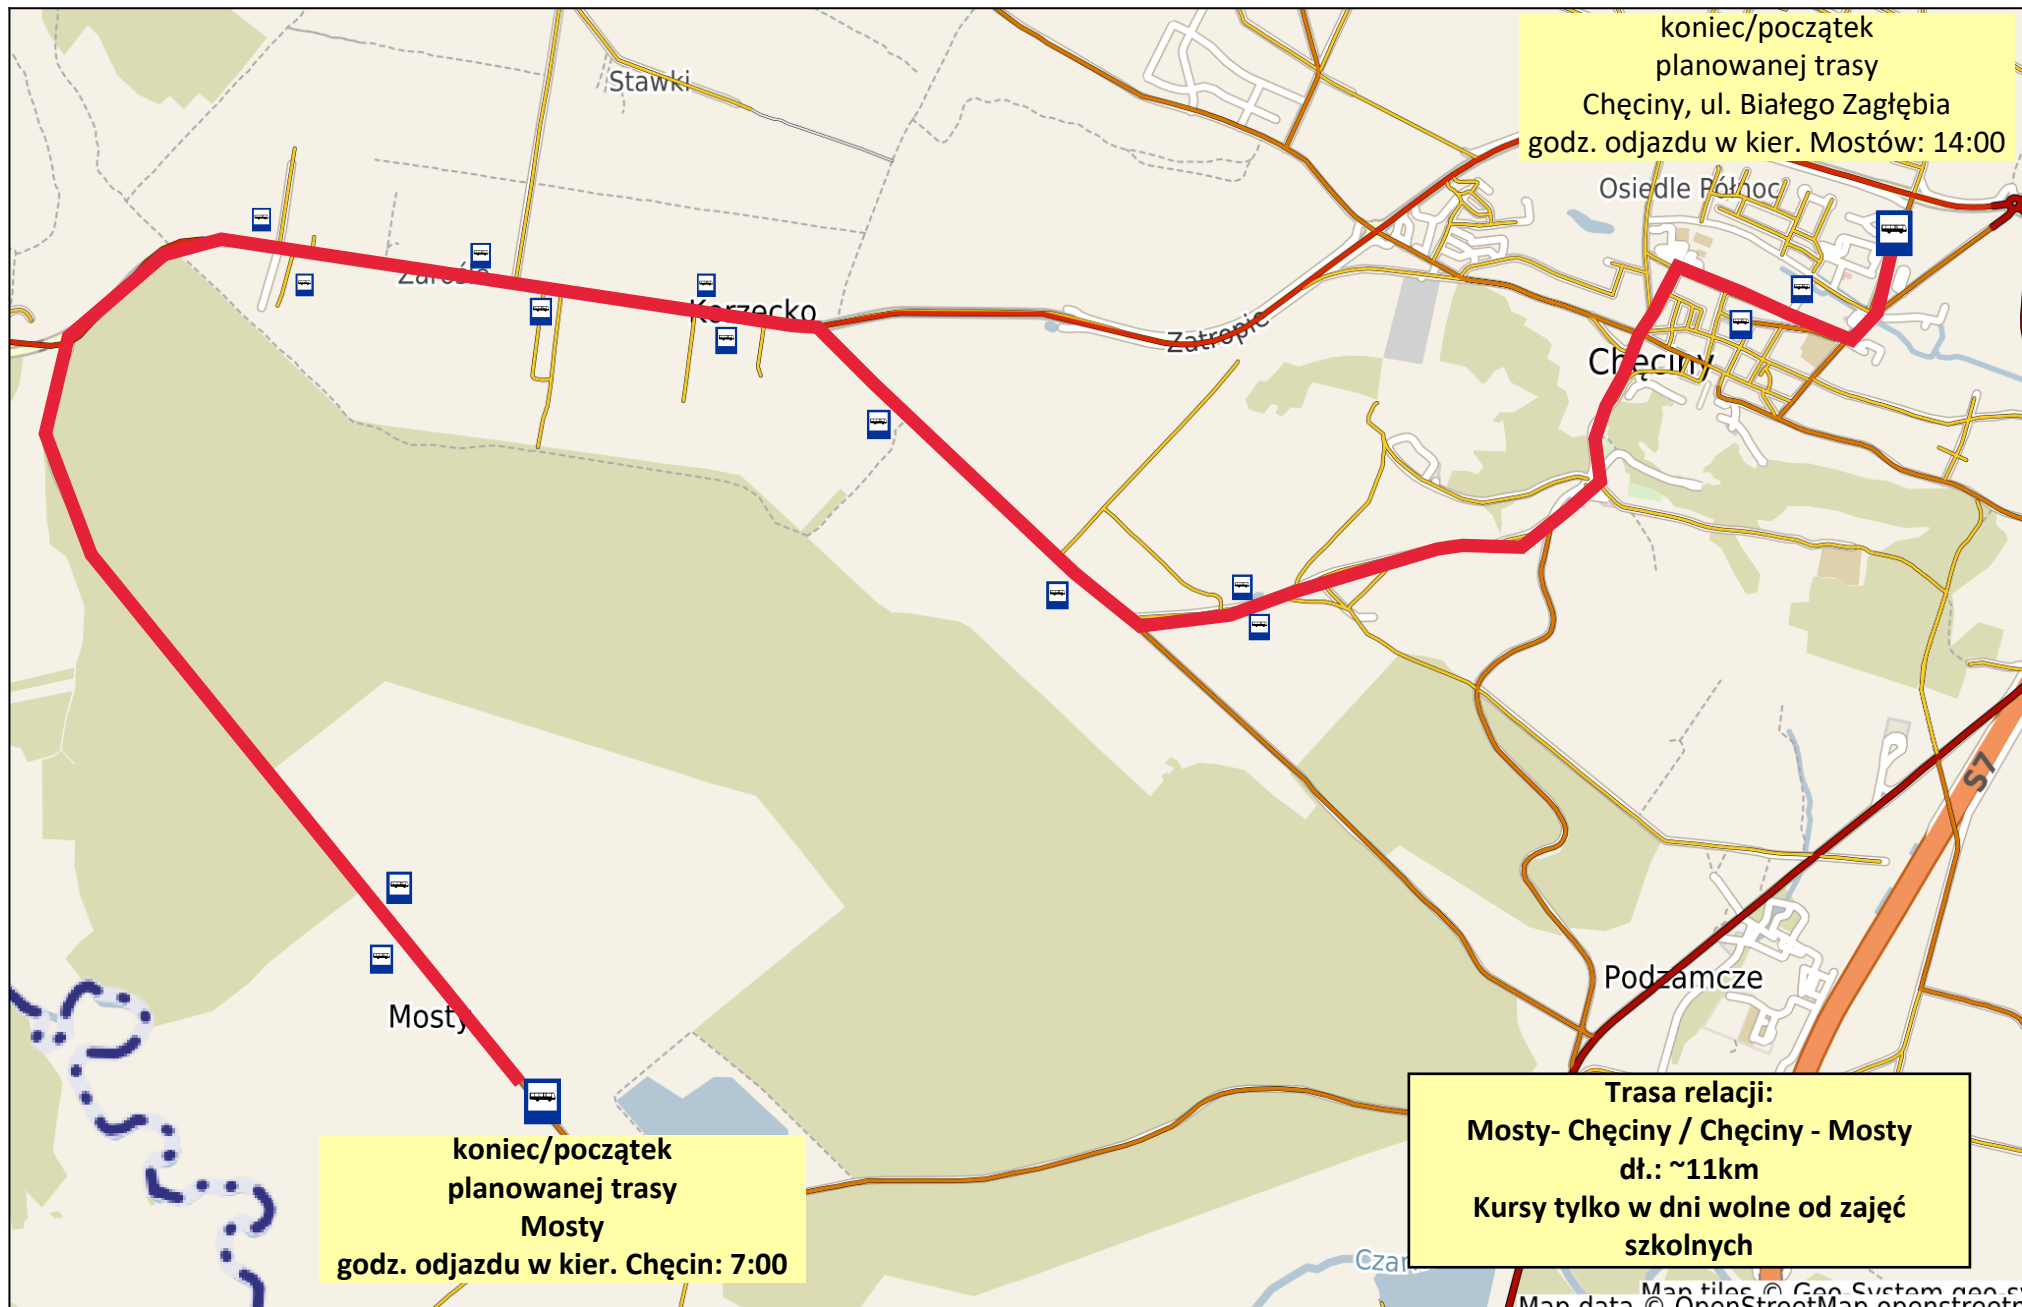 koniec/początek
planowanej trasy
Chęciny, ul. Białego Zagłębia
godz. odjazdu w kier. Mostów: 14:00
Stawki
Osiedle Północ
Zarośle
Korzecko
Zatropie
Chęciny
S7
Podzamcze
Mosty
koniec/początek
planowanej trasy
Mosty
godz. odjazdu w kier. Chęcin: 7:00
Trasa relacji:
Mosty- Chęciny / Chęciny - Mosty
dł.: ~11km
Kursy tylko w dni wolne od zajęć
szkolnych
Map tiles © Geo-System
Map data © OpenStreetMap